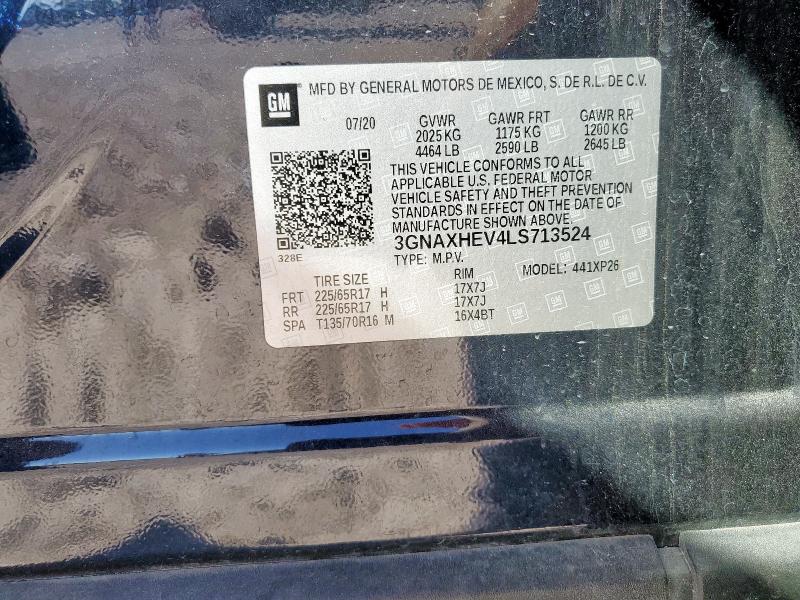 GM
MFD BY GENERAL MOTORS DE MEXICO, S. DE R.L. DE C.V.
07/20 GVWR GAWR FRT GAWR RR
2025 KG 1175 KG 1200 KG
4464 LB 2590 LB 2645 LB
THIS VEHICLE CONFORMS TO ALL
APPLICABLE U.S. FEDERAL MOTOR
VEHICLE SAFETY AND THEFT PREVENTION
STANDARDS IN EFFECT ON THE DATE OF
MANUFACTURE SHOWN ABOVE.
3GNAXHEV4LS713524
328E
TYPE: M.P.V. MODEL: 441XP26
TIRE SIZE RIM
FRT 225/65R17 H 17X7J
RR 225/65R17 H 17X7J
SPA T135/70R16 M 16X4BT